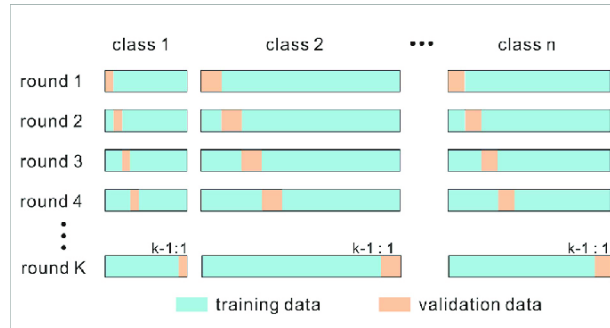 class 1 class 2 ••• class n
round 1
round 2
round 3
round 4
k-1:1 k-1 : 1 k-1 : 1
round K
training data validation data